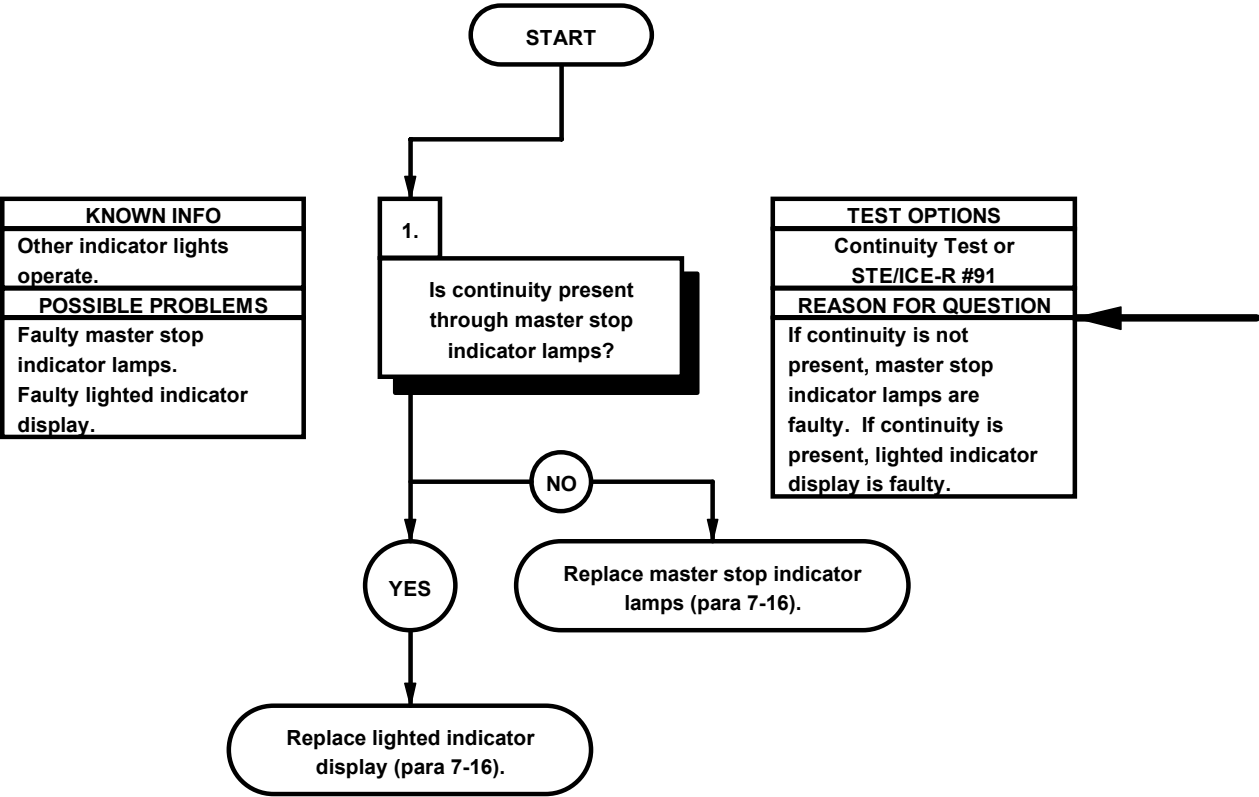 START
KNOWN INFO
Other indicator lights
operate.
POSSIBLE PROBLEMS
Faulty master stop
indicator lamps.
Faulty lighted indicator
display.
1.
Is continuity present
through master stop
indicator lamps?
TEST OPTIONS
Continuity Test or
STE/ICE-R #91
REASON FOR QUESTION
If continuity is not
present, master stop
indicator lamps are
faulty.  If continuity is
present, lighted indicator
display is faulty.
NO
YES
Replace master stop indicator
lamps (para 7-16).
Replace lighted indicator
display (para 7-16).